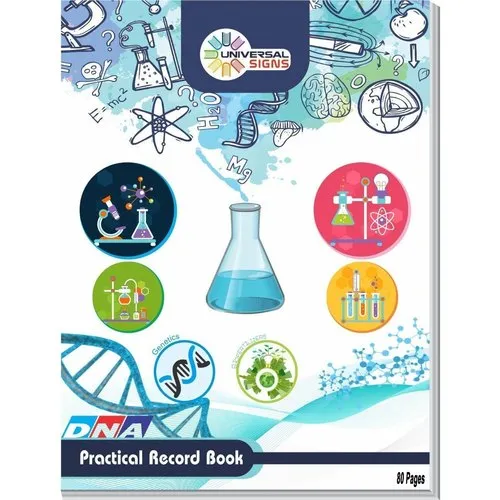 UNIVERSAL
SIGNS
?
?
?
E=mc²
H2O
Mg
Genetics
DNA
Practical Record Book
80 Pages